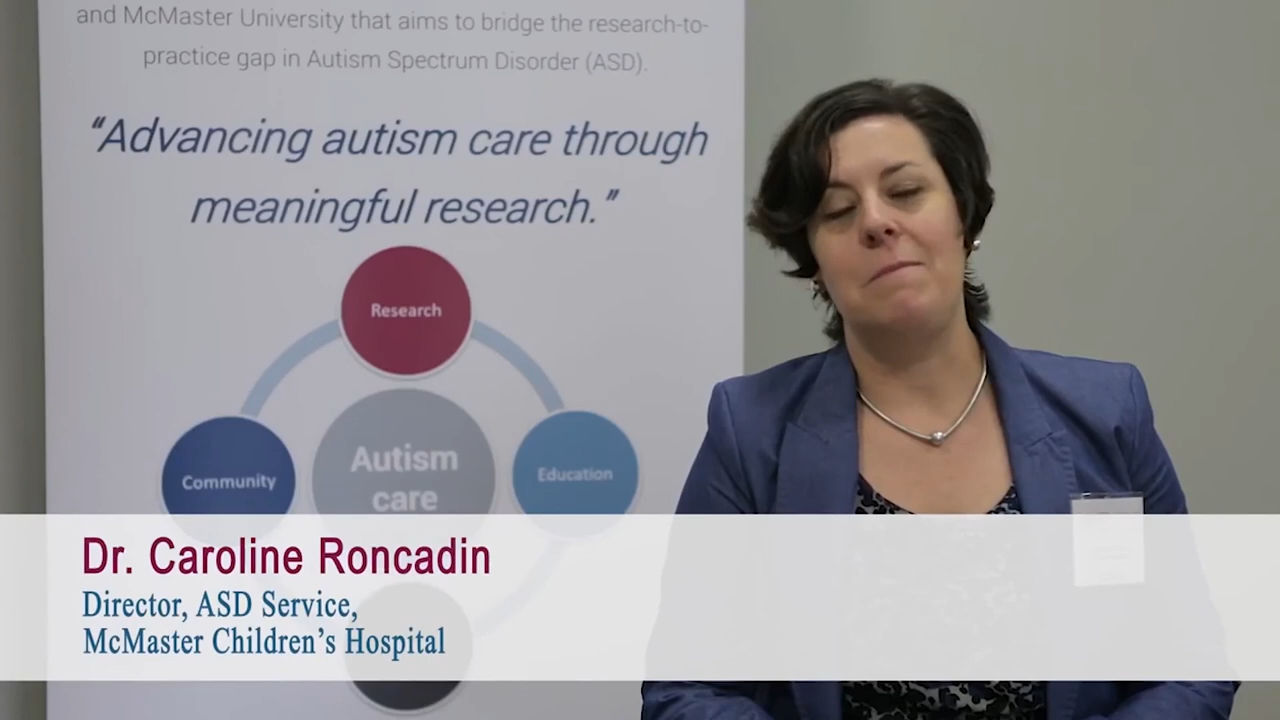 and McMaster University that aims to bridge the research-to-
practice gap in Autism Spectrum Disorder (ASD).
“Advancing autism care through
meaningful research.”
Research
Community
Autism
care
Education
Dr. Caroline Roncadin
Director, ASD Service,
McMaster Children’s Hospital